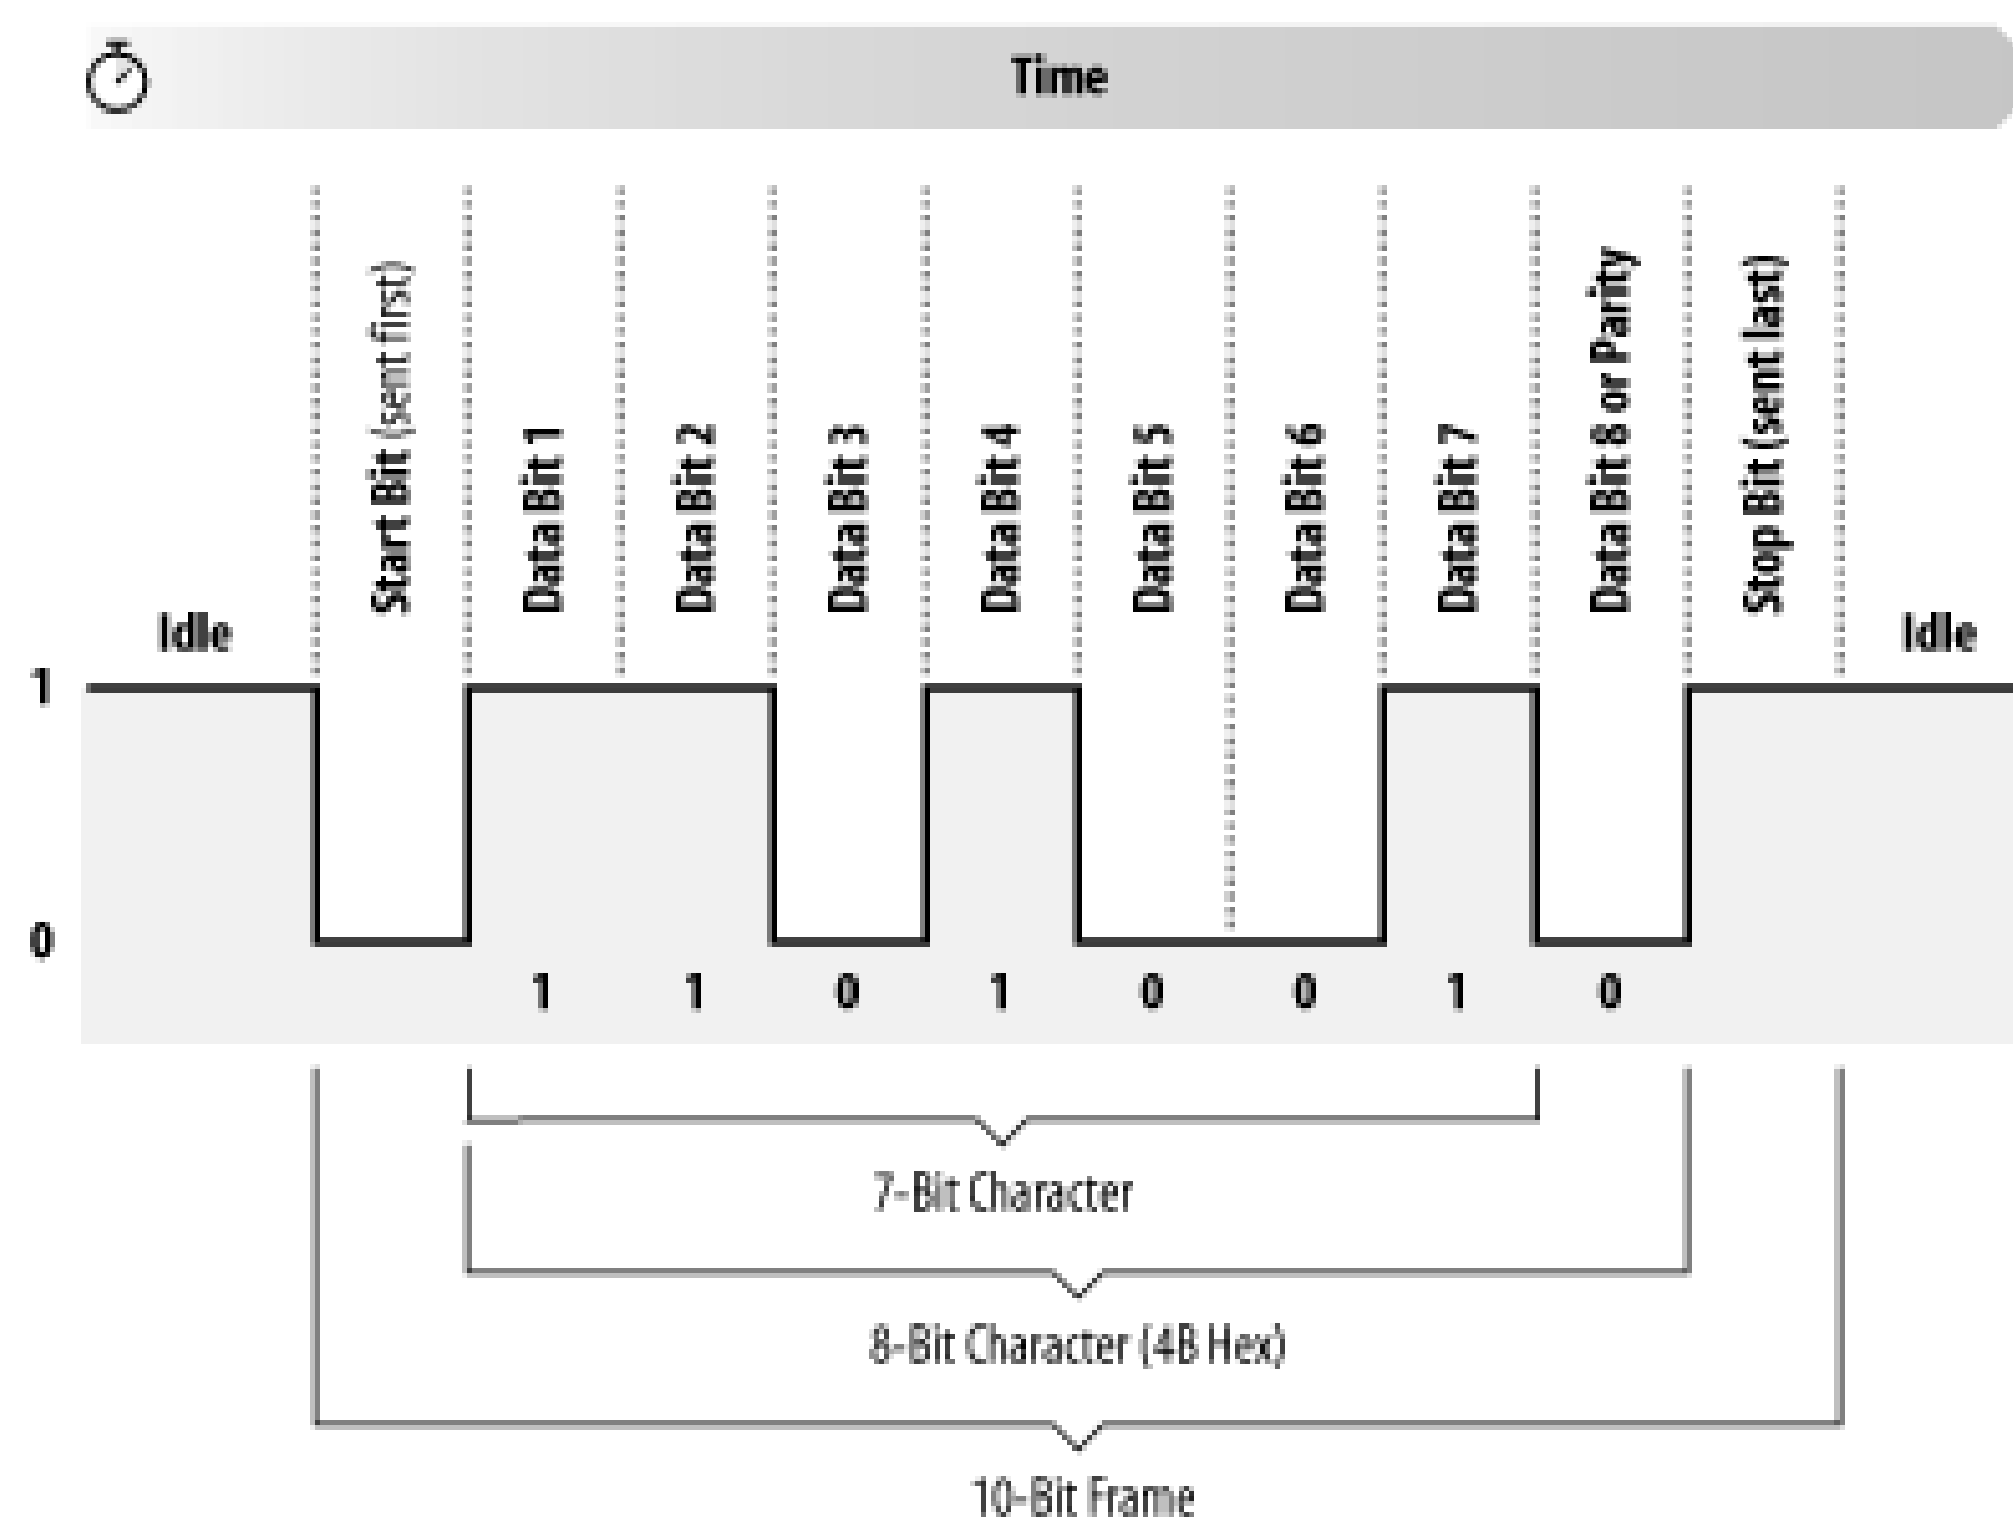 Time
Start Bit (sent first)
Data Bit 1
Data Bit 2
Data Bit 3
Data Bit 4
Data Bit 5
Data Bit 6
Data Bit 7
Data Bit 8 or Parity
Stop Bit (sent last)
Idle
Idle
1
0
1 1 0 1 0 0 1 0
7-Bit Character
8-Bit Character (4B Hex)
10-Bit Frame